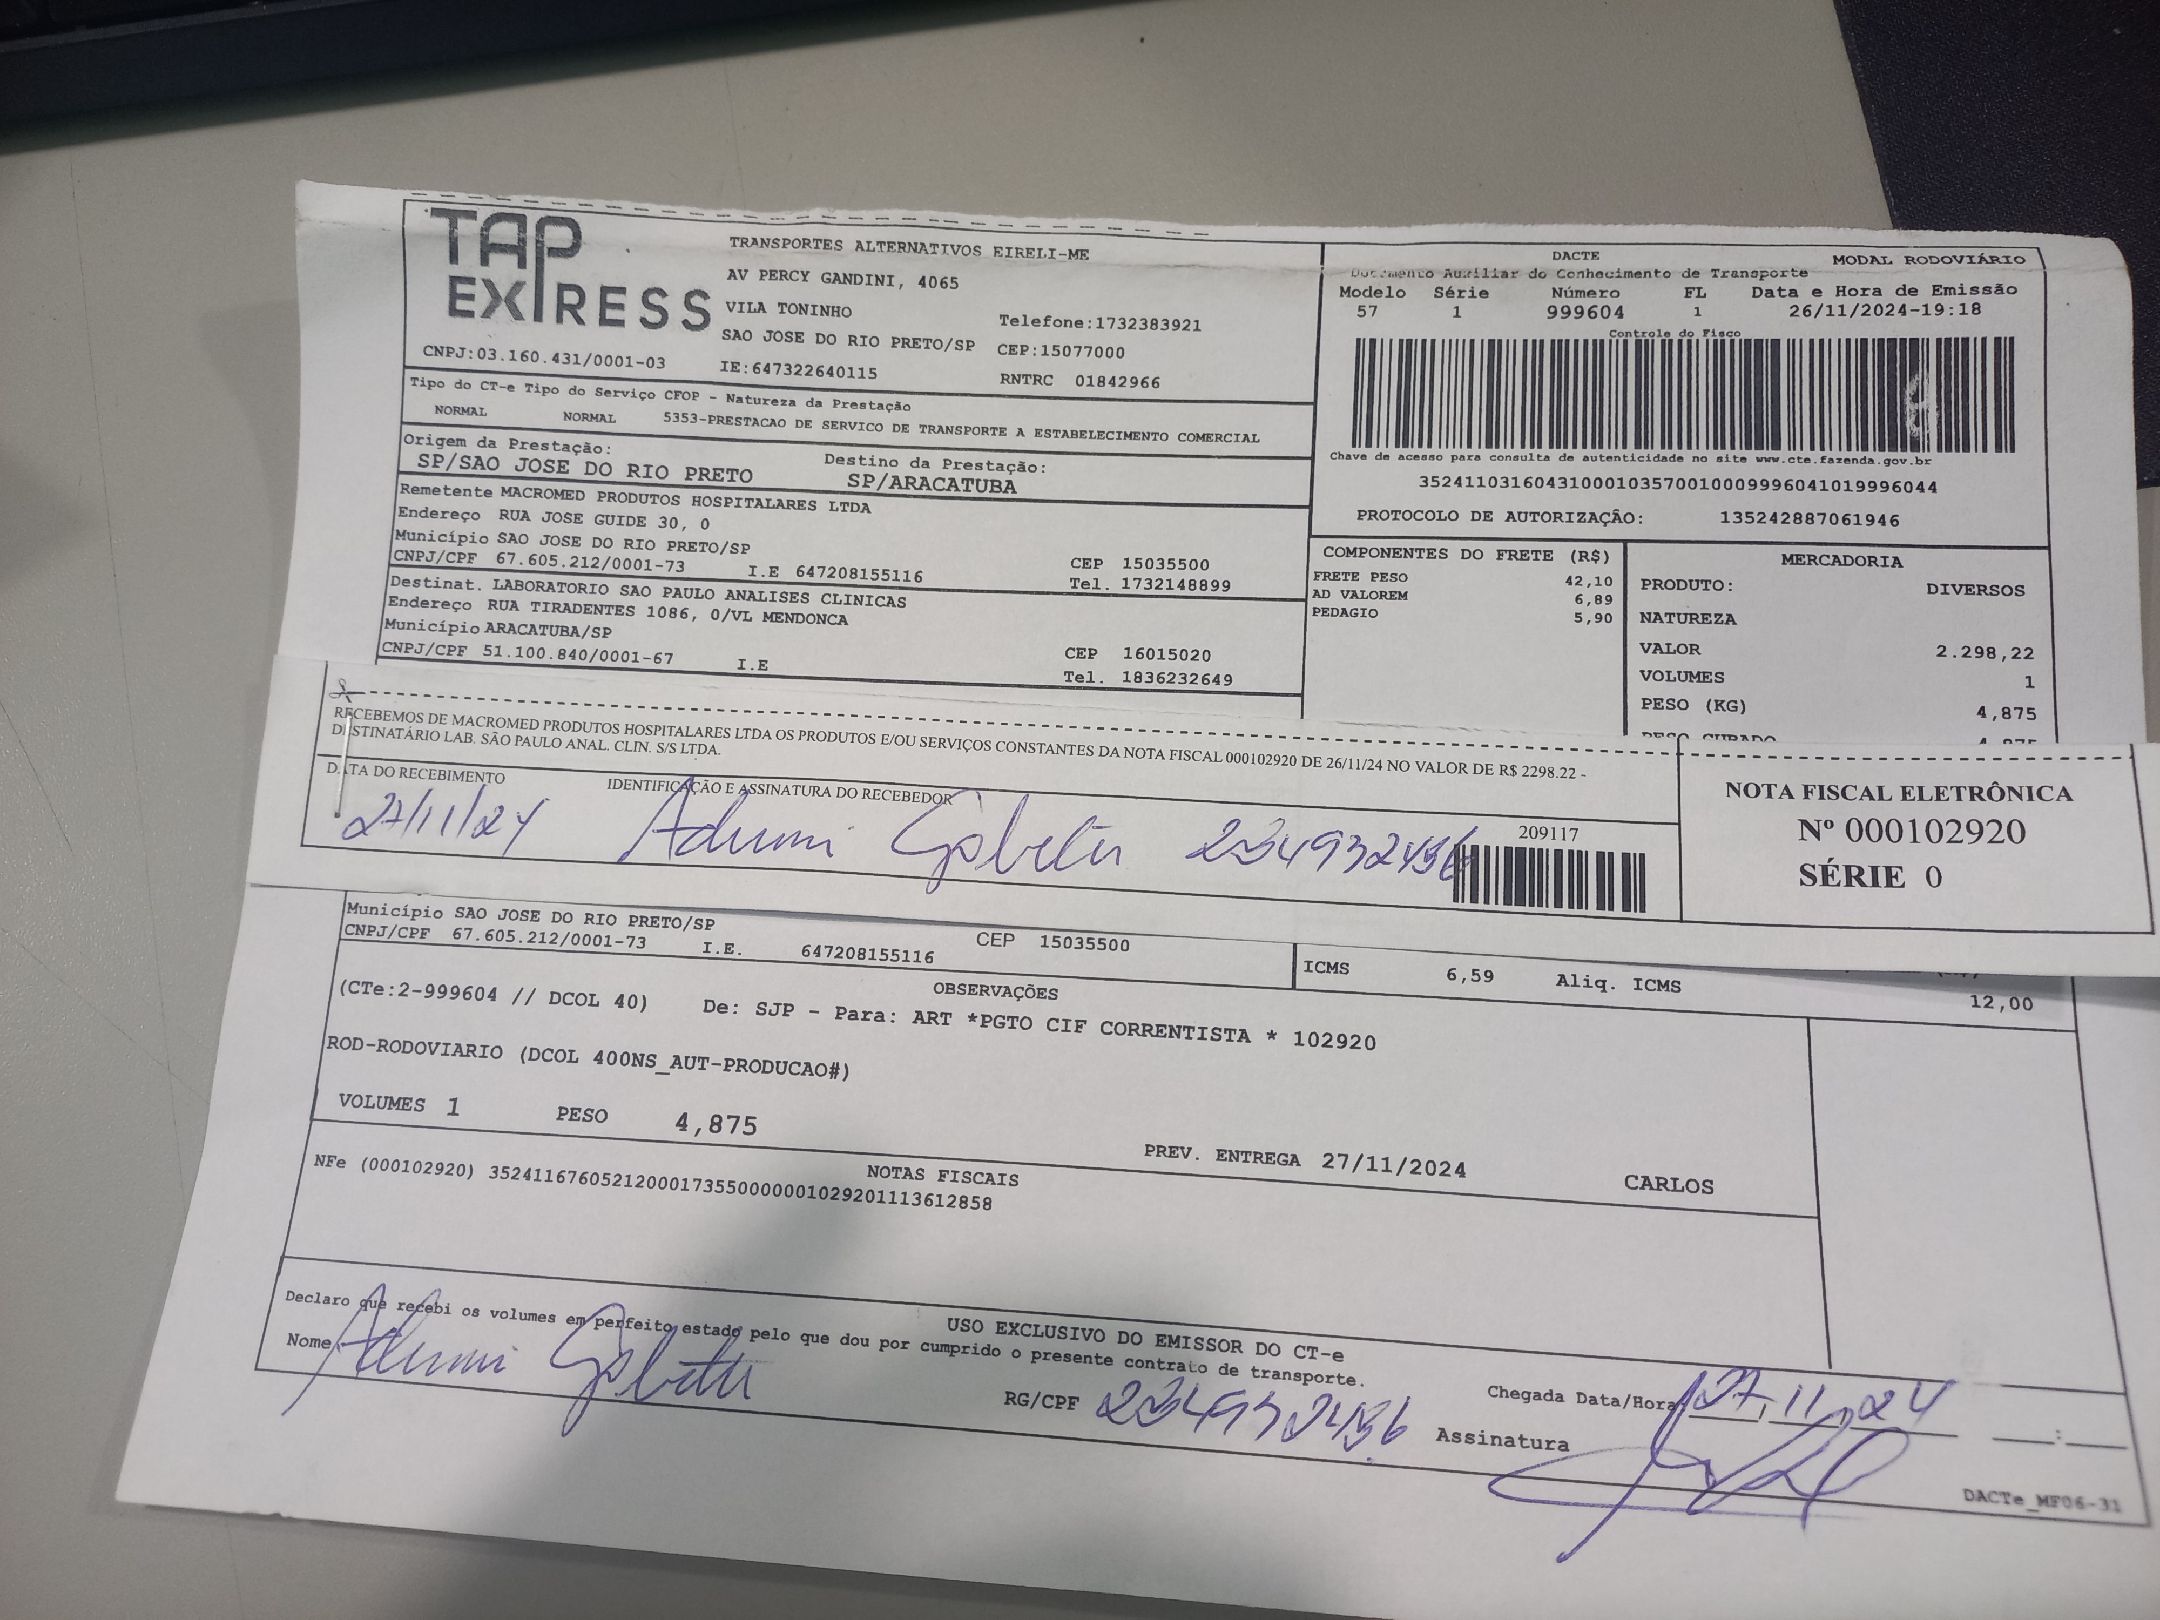 TAP EXPRESS
TRANSPORTES ALTERNATIVOS EIRELI-ME
AV PERCY GANDINI, 4065
VILA TONINHO Telefone:1732383921
SAO JOSE DO RIO PRETO/SP CEP:15077000
CNPJ:03.160.431/0001-03 IE:647322640115 RNTRC 01842966
DACTE MODAL RODOVIÁRIO
Documento Auxiliar do Conhecimento de Transporte
Modelo Série Número FL Data e Hora de Emissão
57 1 999604 1 26/11/2024-19:18
Controle do Fisco
Chave de acesso para consulta de autenticidade no site www.cte.fazenda.gov.br
35241103160431000103570010009996041019996044
PROTOCOLO DE AUTORIZAÇÃO: 135242887061946
Tipo do CT-e Tipo do Serviço CFOP - Natureza da Prestação
NORMAL NORMAL 5353-PRESTACAO DE SERVICO DE TRANSPORTE A ESTABELECIMENTO COMERCIAL
Origem da Prestação: Destino da Prestação:
SP/SAO JOSE DO RIO PRETO SP/ARACATUBA
Remetente MACROMED PRODUTOS HOSPITALARES LTDA
Endereço RUA JOSE GUIDE 30, 0
Município SAO JOSE DO RIO PRETO/SP CEP 15035500
CNPJ/CPF 67.605.212/0001-73 I.E 647208155116 Tel. 1732148899
Destinat. LABORATORIO SAO PAULO ANALISES CLINICAS
Endereço RUA TIRADENTES 1086, 0/VL MENDONCA
Município ARACATUBA/SP CEP 16015020
CNPJ/CPF 51.100.840/0001-67 I.E Tel. 1836232649
COMPONENTES DO FRETE (R$)
FRETE PESO 42,10
AD VALOREM 6,89
PEDAGIO 5,90
MERCADORIA
PRODUTO: DIVERSOS
NATUREZA
VALOR 2.298,22
VOLUMES 1
PESO (KG) 4,875
RECEBEMOS DE MACROMED PRODUTOS HOSPITALARES LTDA OS PRODUTOS E/OU SERVIÇOS CONSTANTES DA NOTA FISCAL 000102920 DE 26/11/24 NO VALOR DE R$ 2298.22 -
DESTINATÁRIO LAB. SÃO PAULO ANAL. CLIN. S/S LTDA.
DATA DO RECEBIMENTO IDENTIFICAÇÃO E ASSINATURA DO RECEBEDOR
27/11/24
209117
NOTA FISCAL ELETRÔNICA
Nº 000102920
SÉRIE 0
Município SAO JOSE DO RIO PRETO/SP CEP 15035500
CNPJ/CPF 67.605.212/0001-73 I.E. 647208155116
ICMS 6,59 Aliq. ICMS 12,00
OBSERVAÇÕES
(CTe:2-999604 // DCOL 40) De: SJP - Para: ART *PGTO CIF CORRENTISTA * 102920
ROD-RODOVIARIO (DCOL 400NS_AUT-PRODUCAO#)
VOLUMES 1 PESO 4,875
PREV. ENTREGA 27/11/2024 CARLOS
NOTAS FISCAIS
NFe (000102920) 35241167605212000173550000001029201113612858
USO EXCLUSIVO DO EMISSOR DO CT-e
Declaro que recebi os volumes em perfeito estado pelo que dou por cumprido o presente contrato de transporte.
Nome RG/CPF Chegada Data/Hora 27/11/24
Assinatura
DACTe_MF06-31